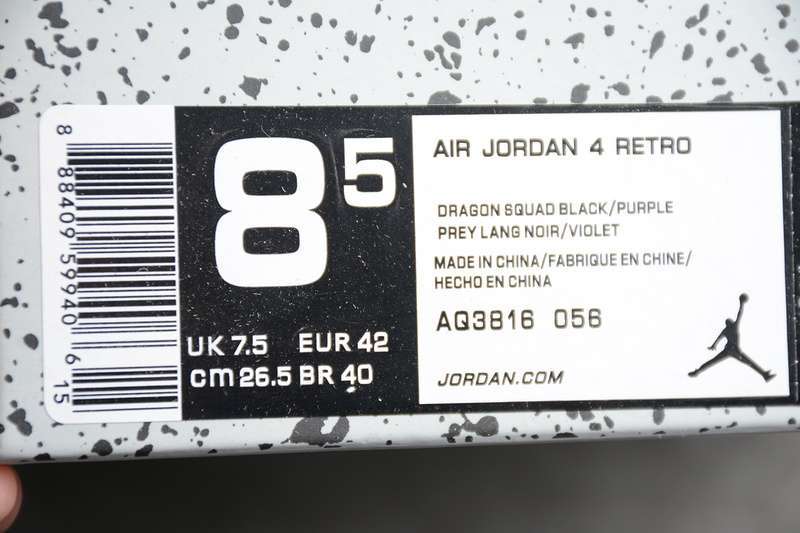 8 88409 59940 6 15
8 5
UK 7.5 EUR 42
cm 26.5 BR 40
AIR JORDAN 4 RETRO
DRAGON SQUAD BLACK/PURPLE
PREY LANG NOIR/VIOLET
MADE IN CHINA/FABRIQUE EN CHINE/
HECHO EN CHINA
AQ3816 056
JORDAN.COM